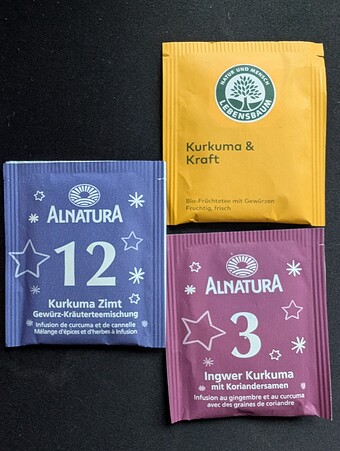 NATUR UND MENSCH
LEBENSBAUM
Kurkuma &
Kraft
Bio-Früchtetee mit Gewürzen
Fruchtig, frisch
ALNATURA
12
Kurkuma Zimt
Gewürz-Kräuterteemischung
Infusion de curcuma et de cannelle
Mélange d'épices et d'herbes à infusion
ALNATURA
3
Ingwer Kurkuma
mit Koriandersamen
Infusion au gingembre et au curcuma
avec des graines de coriandre